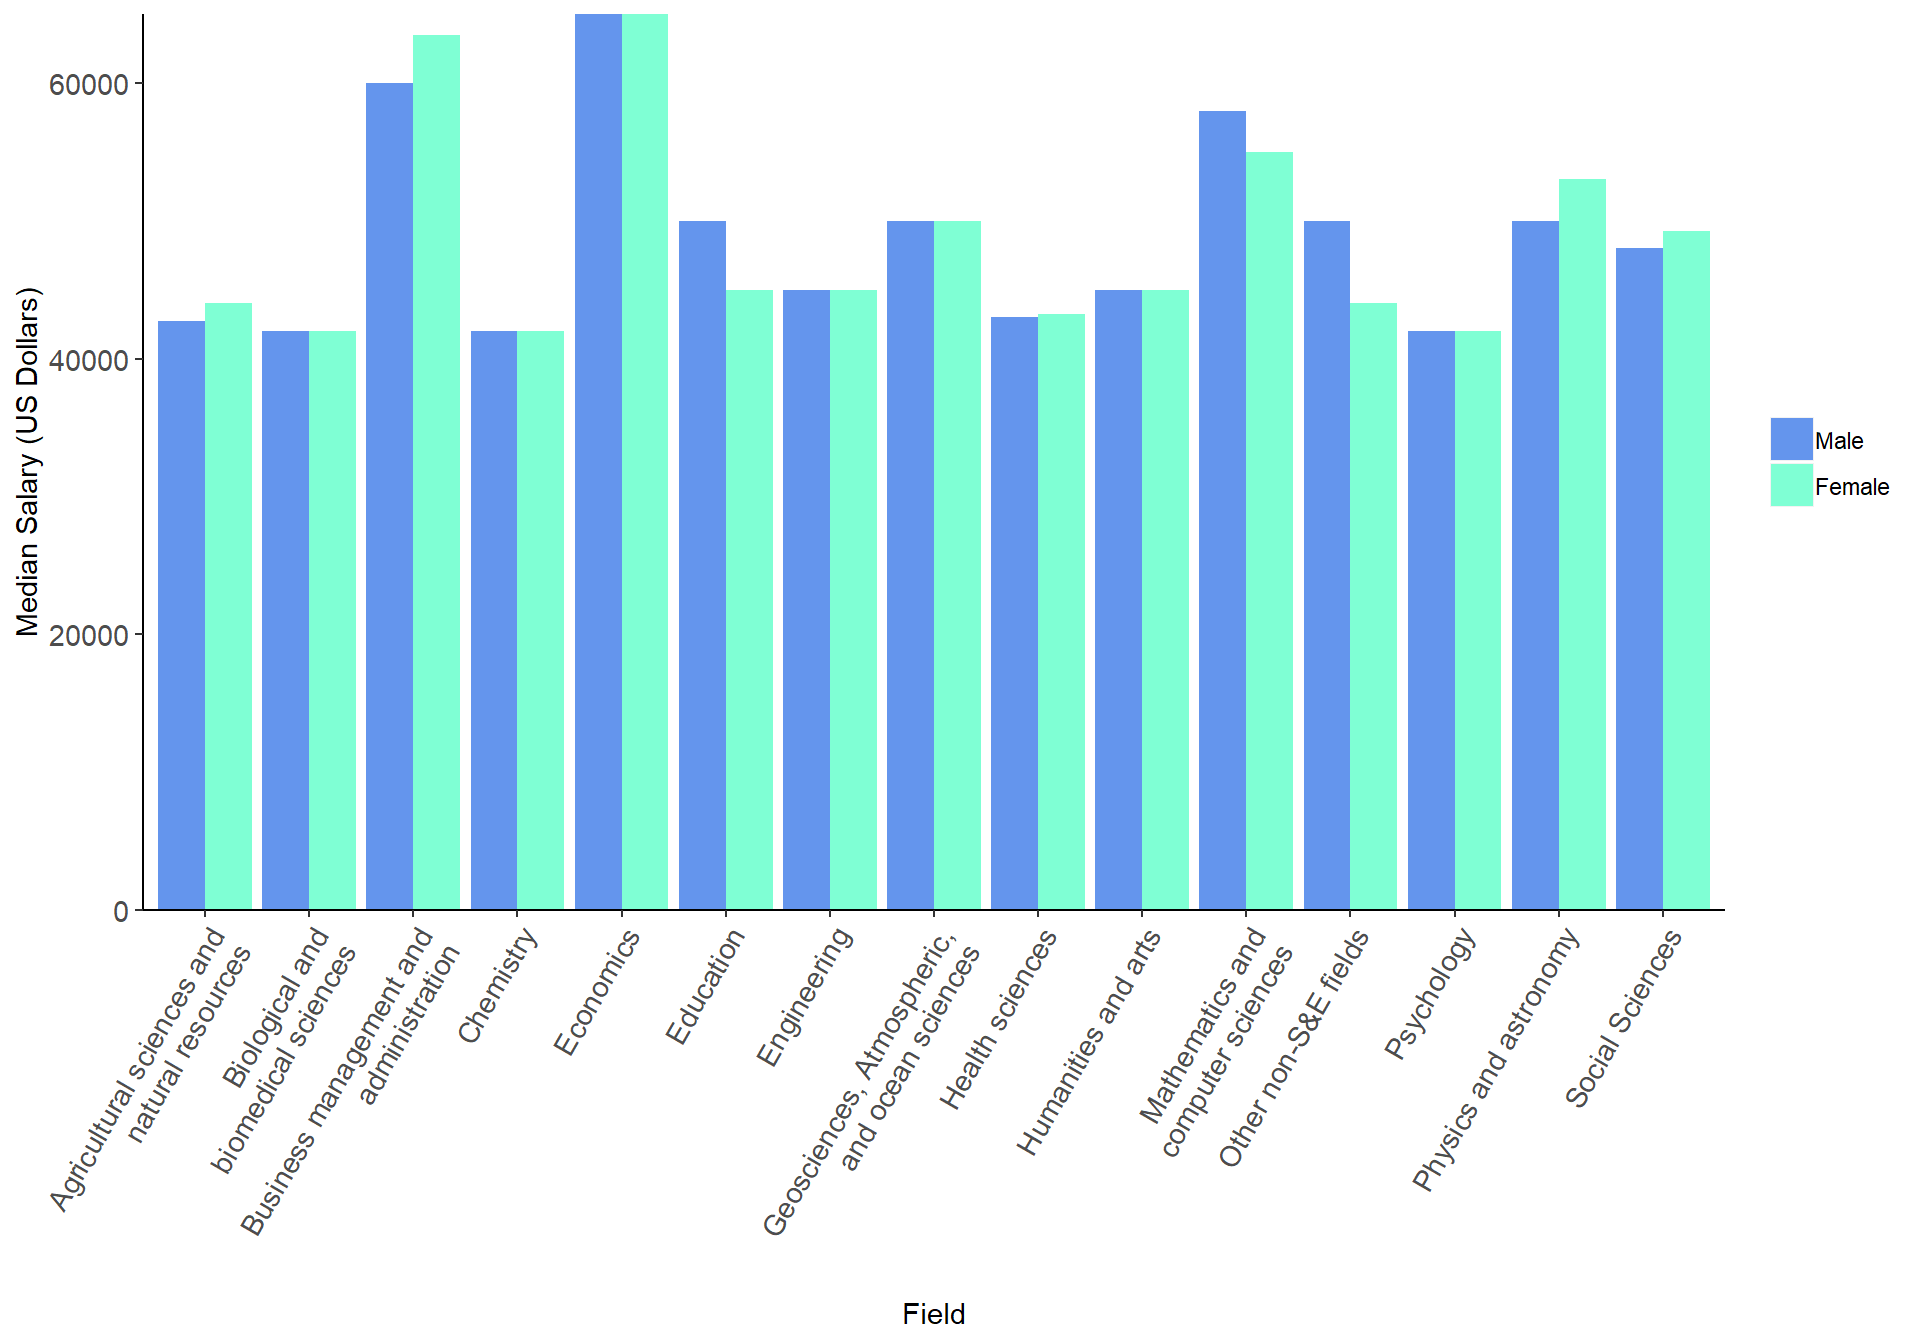 Median Salary (US Dollars)
60000
40000
20000
0
Agricultural sciences and
natural resources
Biological and
biomedical sciences
Business management and
administration
Chemistry
Economics
Education
Engineering
Geosciences, Atmospheric,
and ocean sciences
Health sciences
Humanities and arts
Mathematics and
computer sciences
Other non-S&E fields
Psychology
Physics and astronomy
Social Sciences
Field
Male
Female